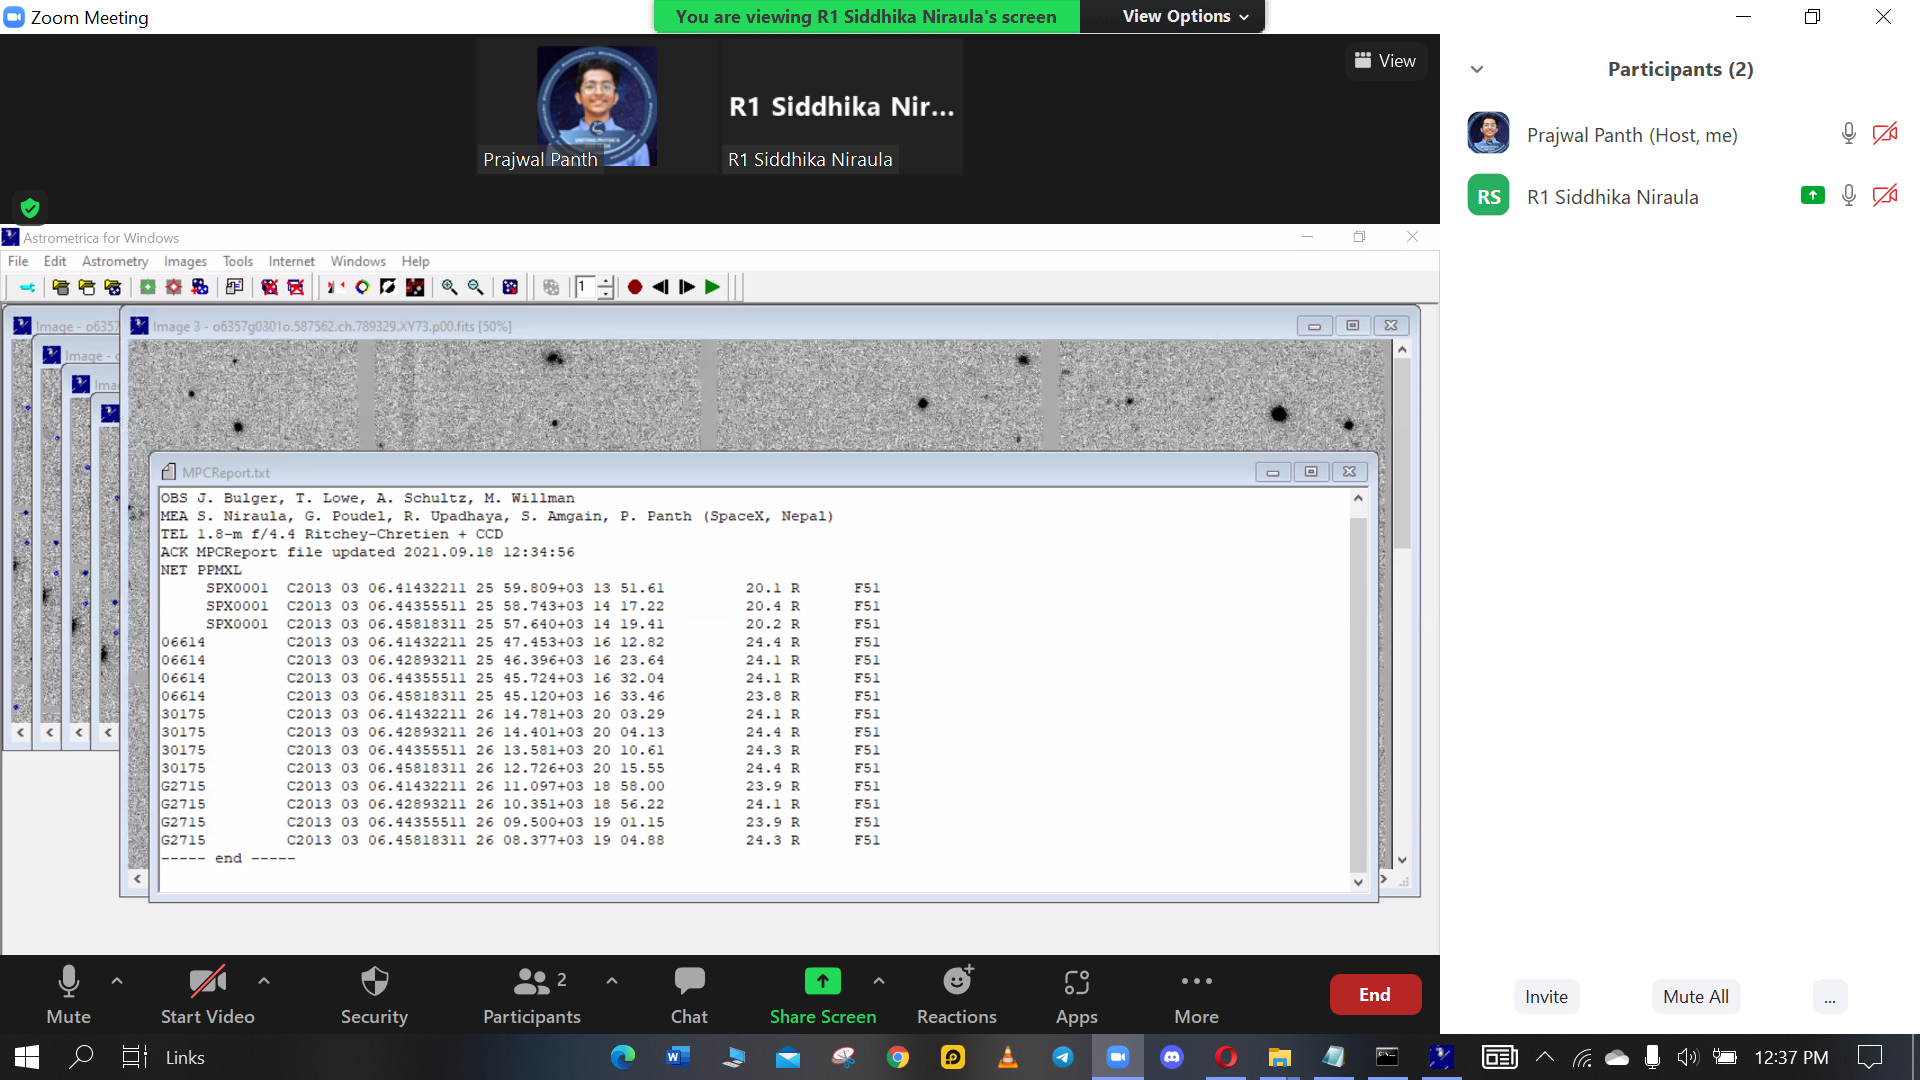 Zoom Meeting
You are viewing R1 Siddhika Niraula's screen
View Options
View
R1 Siddhika Nir...
Prajwal Panth
R1 Siddhika Niraula
Participants (2)
Prajwal Panth (Host, me)
RS
R1 Siddhika Niraula
Astrometrica for Windows
File Edit Astrometry Images Tools Internet Windows Help
1
Image - o6357
Image 3 - o6357g0301o.587562.ch.789329.XY73.p00.fits [50%]
Image - o
Ima
MPCReport.txt
OBS J. Bulger, T. Lowe, A. Schultz, M. Willman
MEA S. Niraula, G. Poudel, R. Upadhaya, S. Amgain, P. Panth (SpaceX, Nepal)
TEL 1.8-m f/4.4 Ritchey-Chretien + CCD
ACK MPCReport file updated 2021.09.18 12:34:56
NET PPMXL
SPX0001 C2013 03 06.41432211 25 59.809+03 13 51.61 20.1 R F51
SPX0001 C2013 03 06.44355511 25 58.743+03 14 17.22 20.4 R F51
SPX0001 C2013 03 06.45818311 25 57.640+03 14 19.41 20.2 R F51
06614 C2013 03 06.41432211 25 47.453+03 16 12.82 24.4 R F51
06614 C2013 03 06.42893211 25 46.396+03 16 23.64 24.1 R F51
06614 C2013 03 06.44355511 25 45.724+03 16 32.04 24.1 R F51
06614 C2013 03 06.45818311 25 45.120+03 16 33.46 23.8 R F51
30175 C2013 03 06.41432211 26 14.781+03 20 03.29 24.1 R F51
30175 C2013 03 06.42893211 26 14.401+03 20 04.13 24.4 R F51
30175 C2013 03 06.44355511 26 13.581+03 20 10.61 24.3 R F51
30175 C2013 03 06.45818311 26 12.726+03 20 15.55 24.4 R F51
G2715 C2013 03 06.41432211 26 11.097+03 18 58.00 23.9 R F51
G2715 C2013 03 06.42893211 26 10.351+03 18 56.22 24.1 R F51
G2715 C2013 03 06.44355511 26 09.500+03 19 01.15 23.9 R F51
G2715 C2013 03 06.45818311 26 08.377+03 19 04.88 24.3 R F51
----- end -----
Mute
Start Video
Security
2
Participants
Chat
Share Screen
Reactions
Apps
More
End
Invite
Mute All
...
Links
12:37 PM